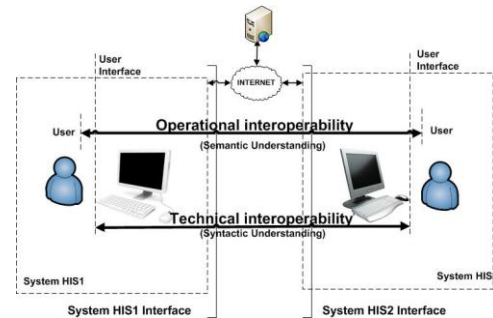 User
Interface
User
Interface
INTERNET
User
Operational interoperability
User
(Semantic Understanding)
Technical interoperability
(Syntactic Understanding)
System HIS1
System HIS
System HIS1 Interface
System HIS2 Interface